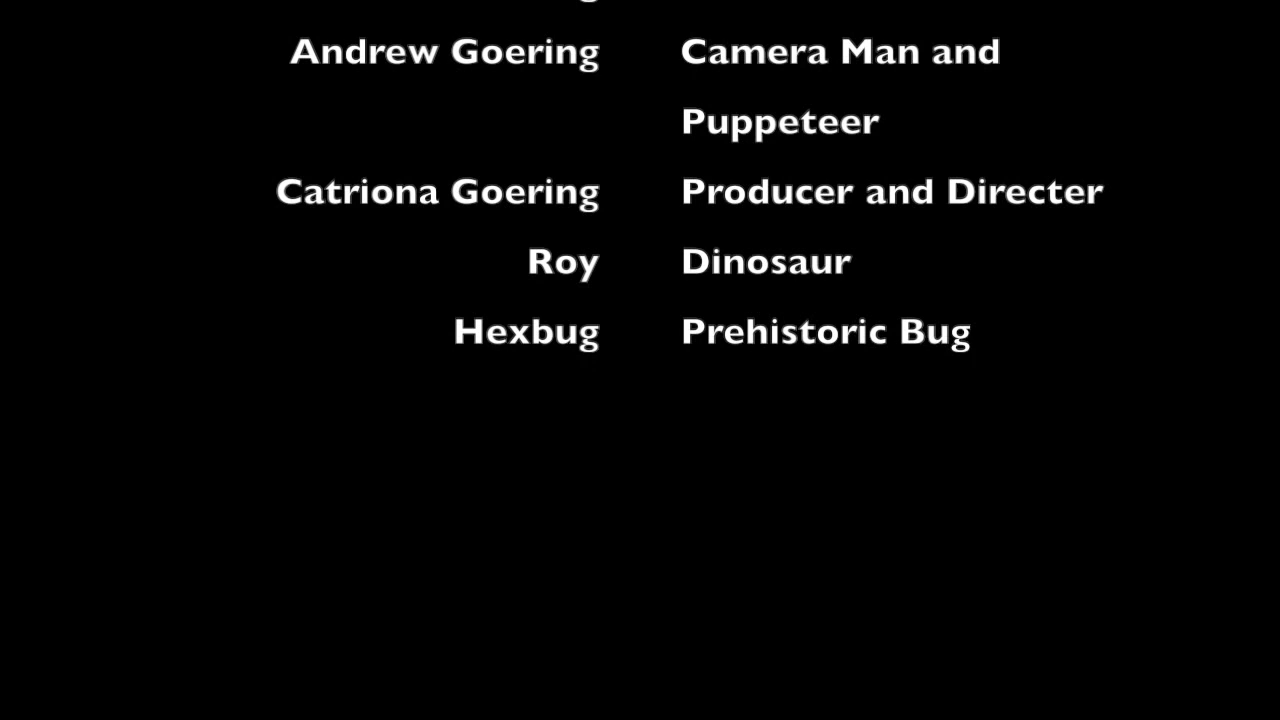 Andrew Goering Camera Man and
Puppeteer
Catriona Goering Producer and Directer
Roy Dinosaur
Hexbug Prehistoric Bug